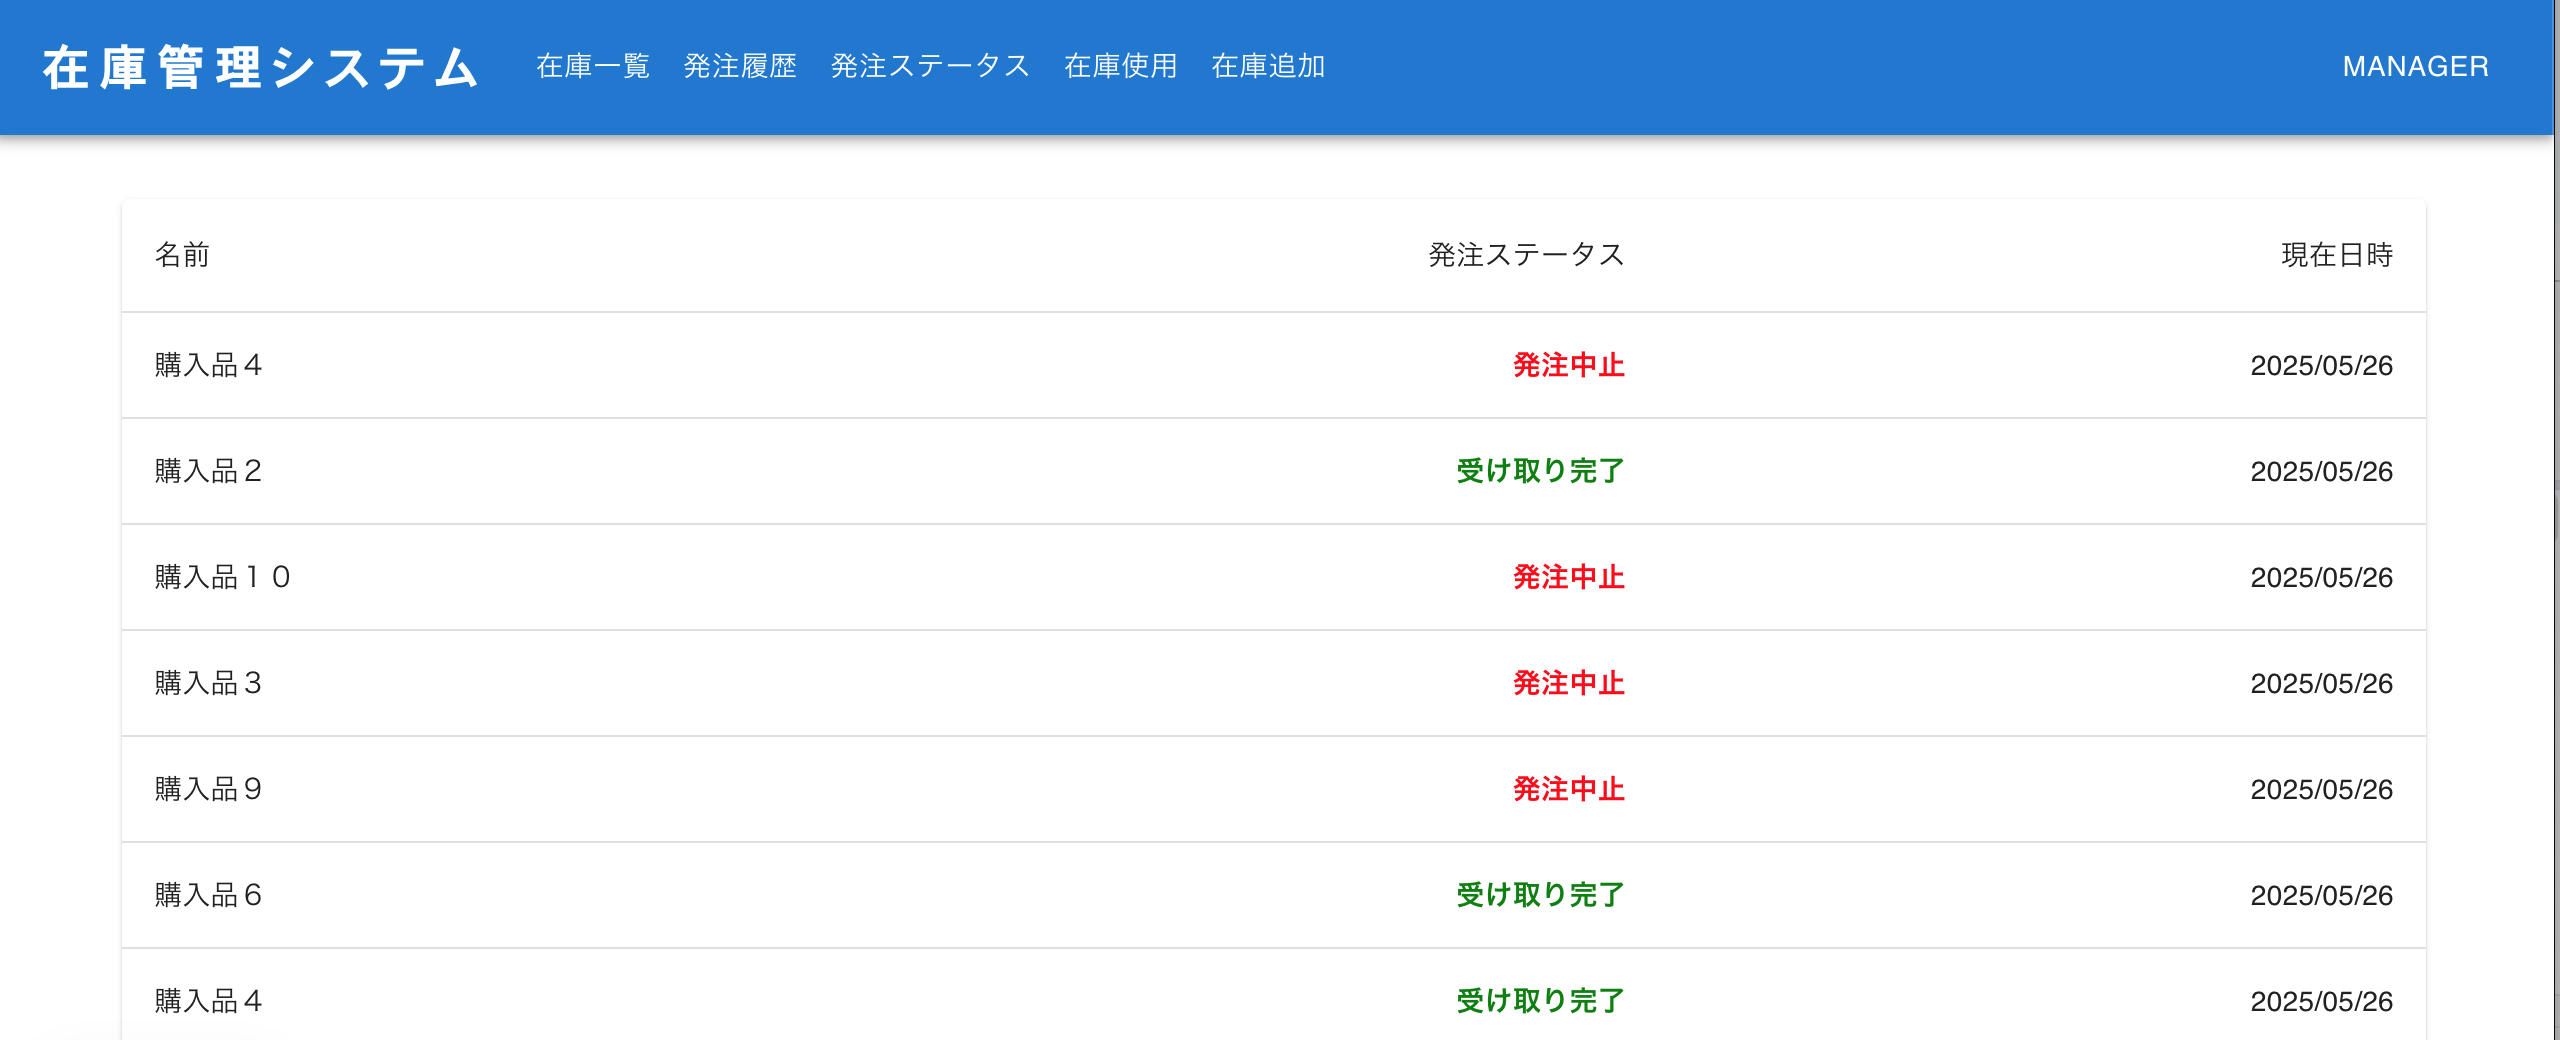 在庫管理システム 在庫一覧 発注履歴 発注ステータス 在庫使用 在庫追加 MANAGER
名前 発注ステータス 現在日時
購入品４ 発注中止 2025/05/26
購入品２ 受け取り完了 2025/05/26
購入品１０ 発注中止 2025/05/26
購入品３ 発注中止 2025/05/26
購入品９ 発注中止 2025/05/26
購入品６ 受け取り完了 2025/05/26
購入品４ 受け取り完了 2025/05/26